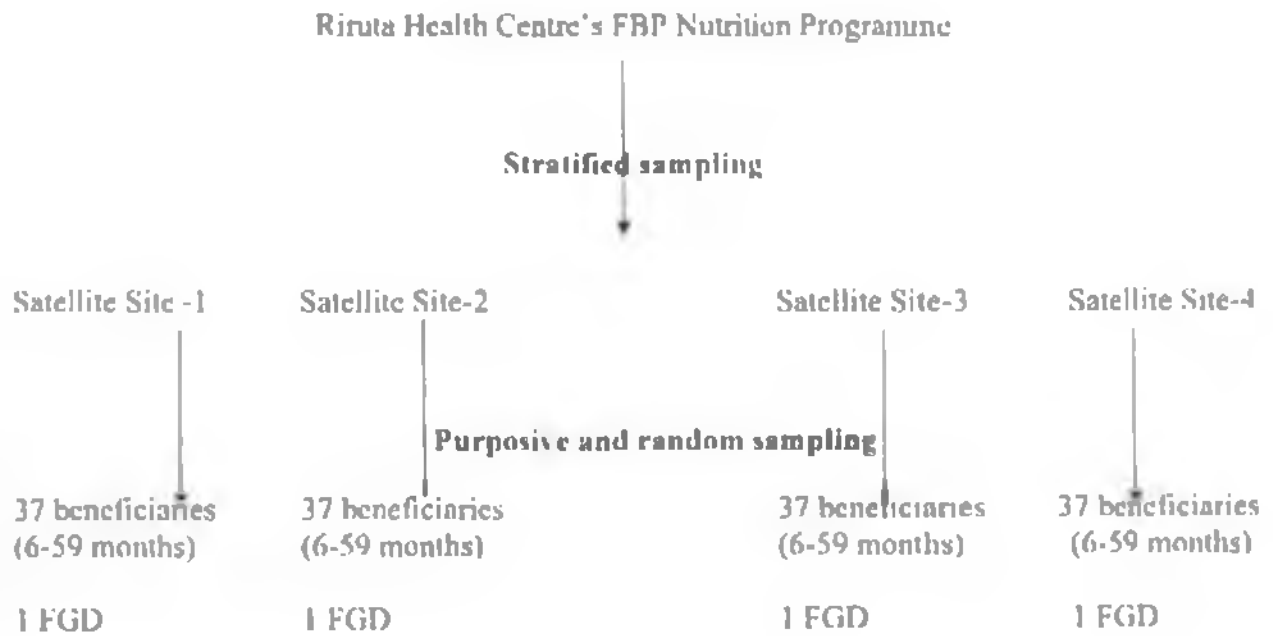 Riruta Health Centre's FBP Nutrition Programme
Stratified sampling
Satellite Site -1 Satellite Site-2 Satellite Site-3 Satellite Site-4
Purposive and random sampling
37 beneficiaries 37 beneficiaries 37 beneficiaries 37 beneficiaries
(6-59 months) (6-59 months) (6-59 months) (6-59 months)
1 FGD 1 FGD 1 FGD 1 FGD